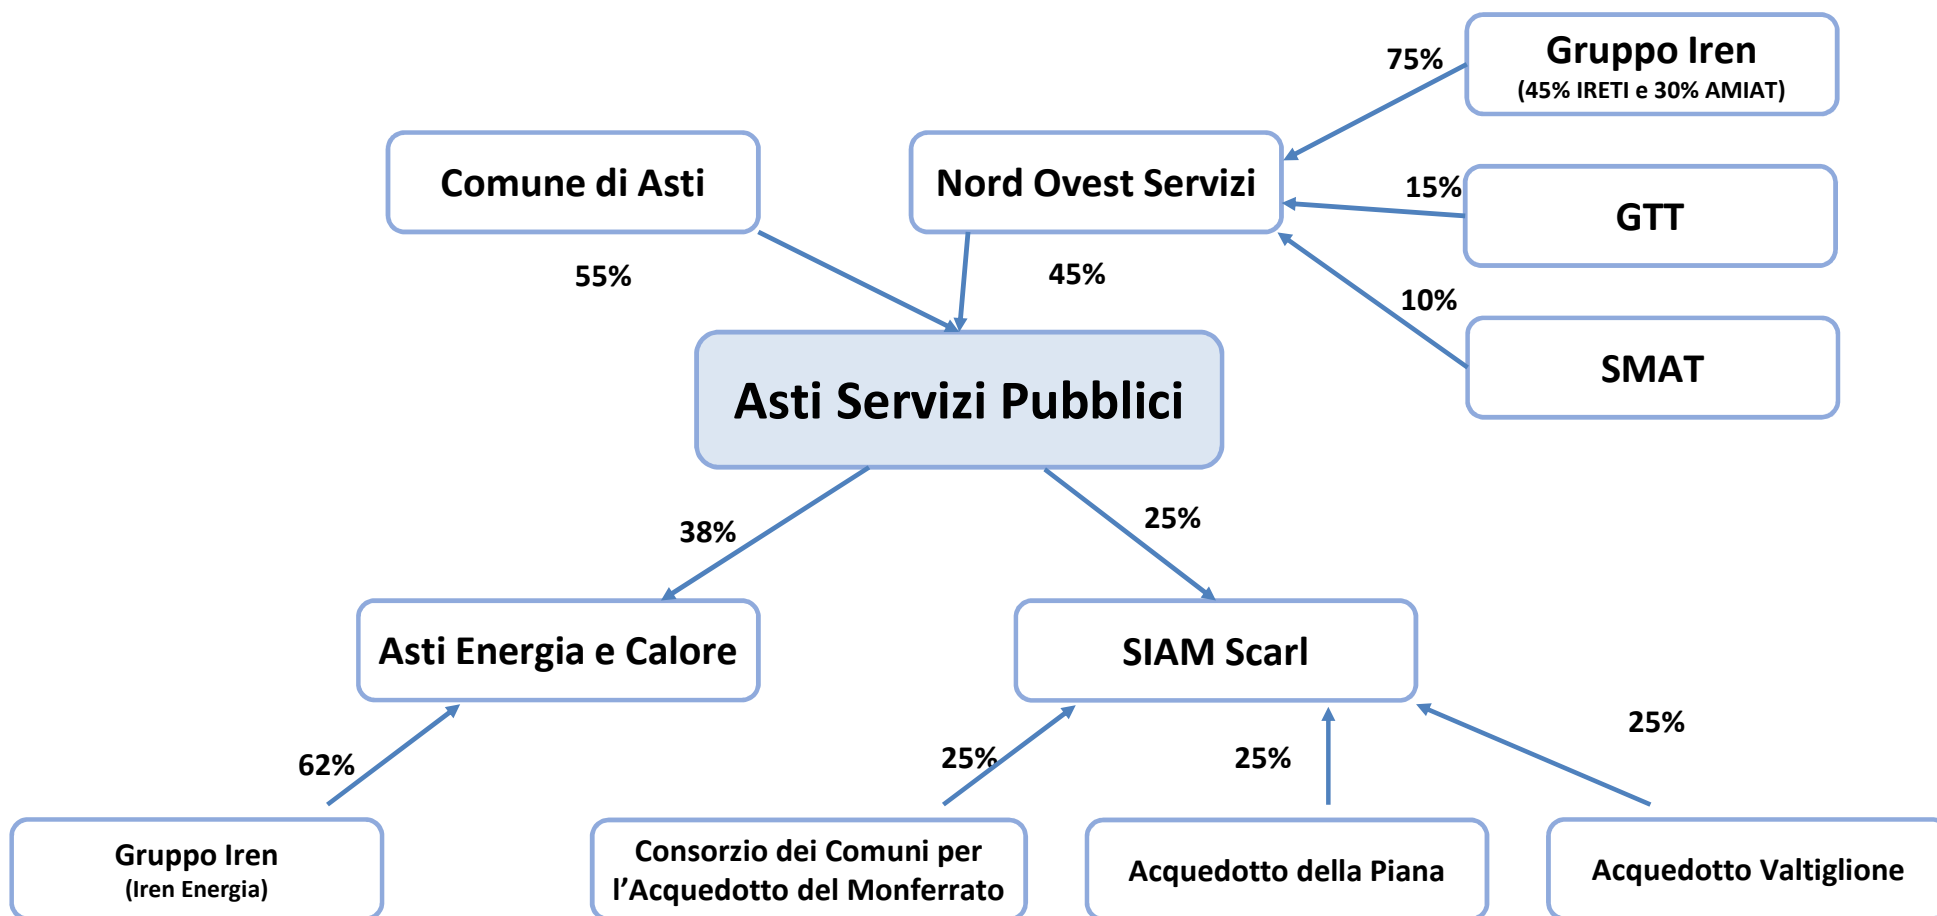 75%
Gruppo Iren
(45% IRETI e 30% AMIAT)
Comune di Asti
Nord Ovest Servizi
15%
GTT
55%
45%
10%
SMAT
Asti Servizi Pubblici
38%
25%
Asti Energia e Calore
SIAM Scarl
62%
25%
25%
25%
Gruppo Iren
(Iren Energia)
Consorzio dei Comuni per
l’Acquedotto del Monferrato
Acquedotto della Piana
Acquedotto Valtiglione